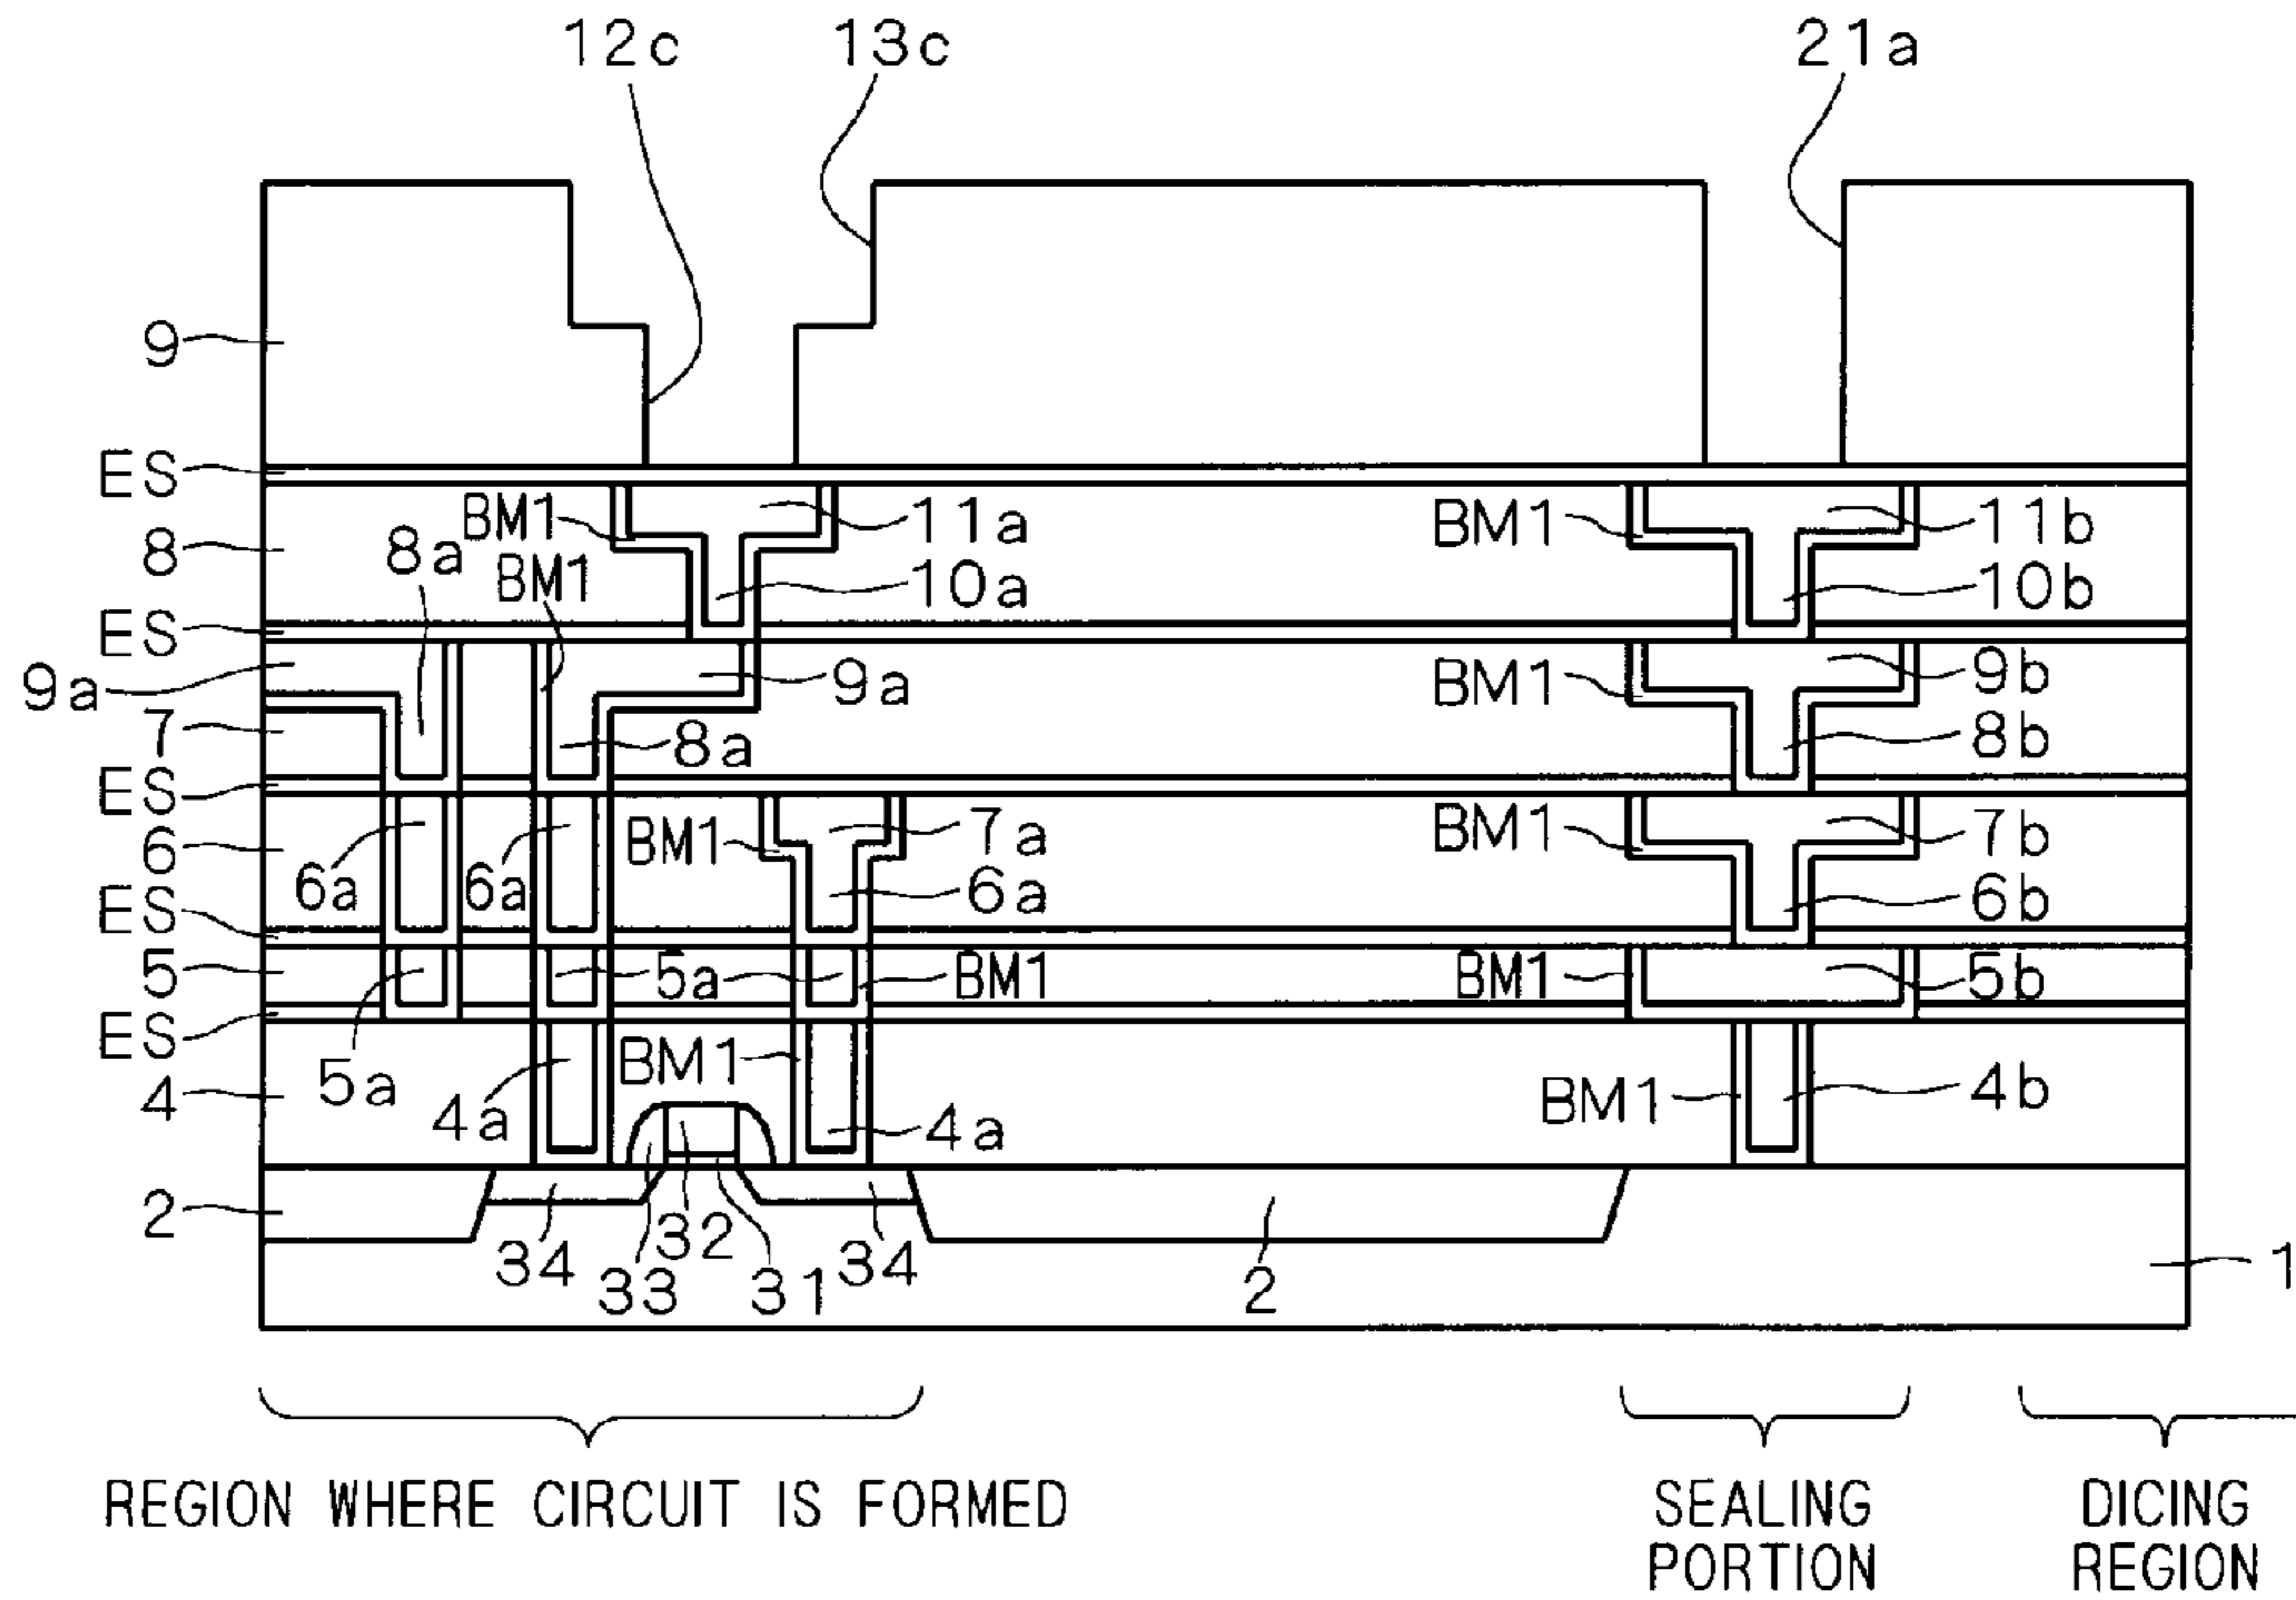 12c 13c 21a
9
ES
BM1 11a BM1 11b
8 8a BM1 10a 10b
ES
9a 9a BM1 9b
7 8a 8b
ES
BM1 7a BM1 7b
6 6a 6a 6a 6b
ES
5 5a BM1 BM1 5b
ES
4 5a 4a BM1 4a BM1 4b
2 34 33 32 31 34 2 1
REGION WHERE CIRCUIT IS FORMED
SEALING
PORTION
DICING
REGION